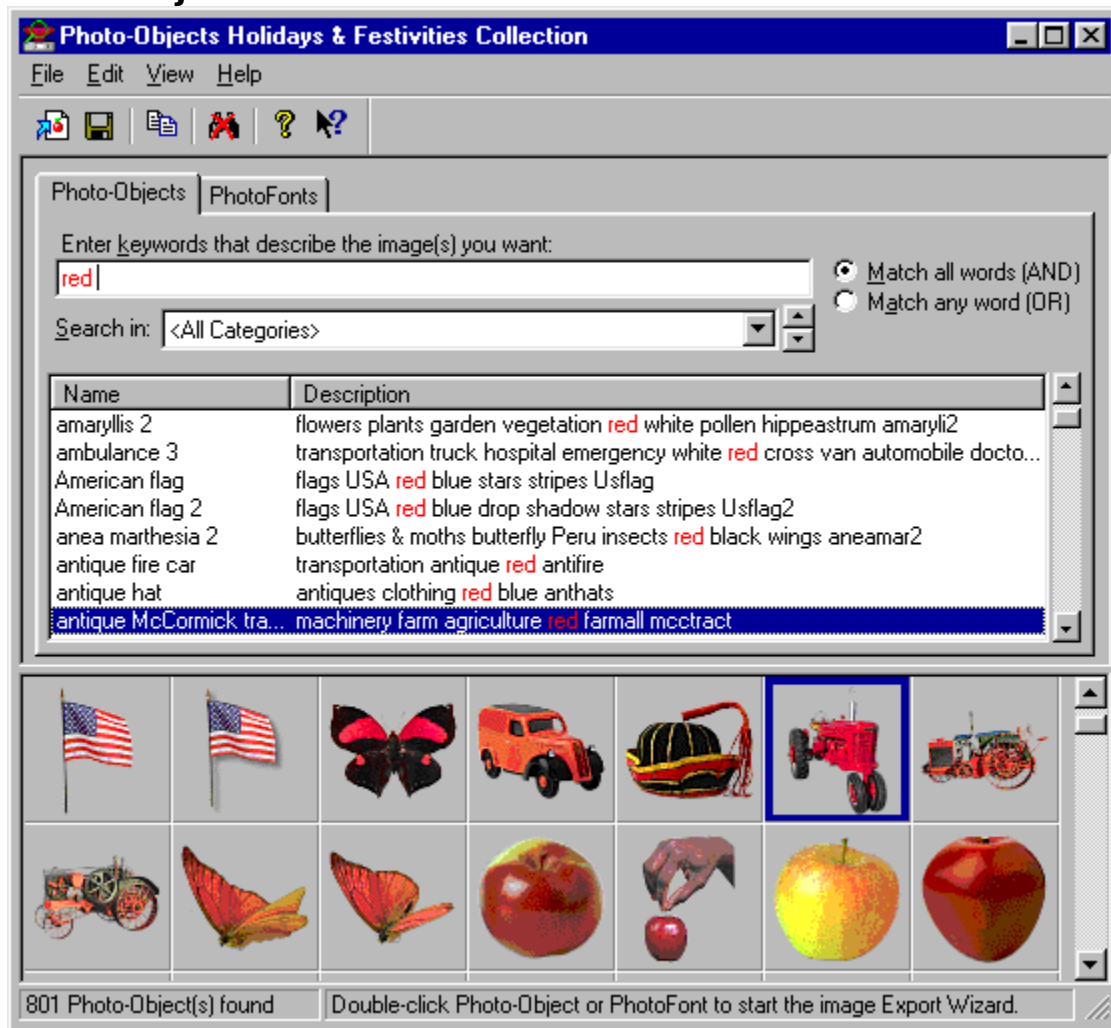 Photo-Objects Holidays & Festivities Collection
File Edit View Help
Photo-Objects PhotoFonts
Enter keywords that describe the image(s) you want:
red
Match all words (AND)
Match any word (OR)
Search in: <All Categories>
Name Description
amaryllis 2 flowers plants garden vegetation red white pollen hippeastrum amaryli2
ambulance 3 transportation truck hospital emergency white red cross van automobile docto...
American flag flags USA red blue stars stripes Usflag
American flag 2 flags USA red blue drop shadow stars stripes Usflag2
anea marthesia 2 butterflies & moths butterfly Peru insects red black wings aneamar2
antique fire car transportation antique red antifire
antique hat antiques clothing red blue anthats
antique McCormick tra... machinery farm agriculture red farmall mcctract
801 Photo-Object(s) found Double-click Photo-Object or PhotoFont to start the image Export Wizard.